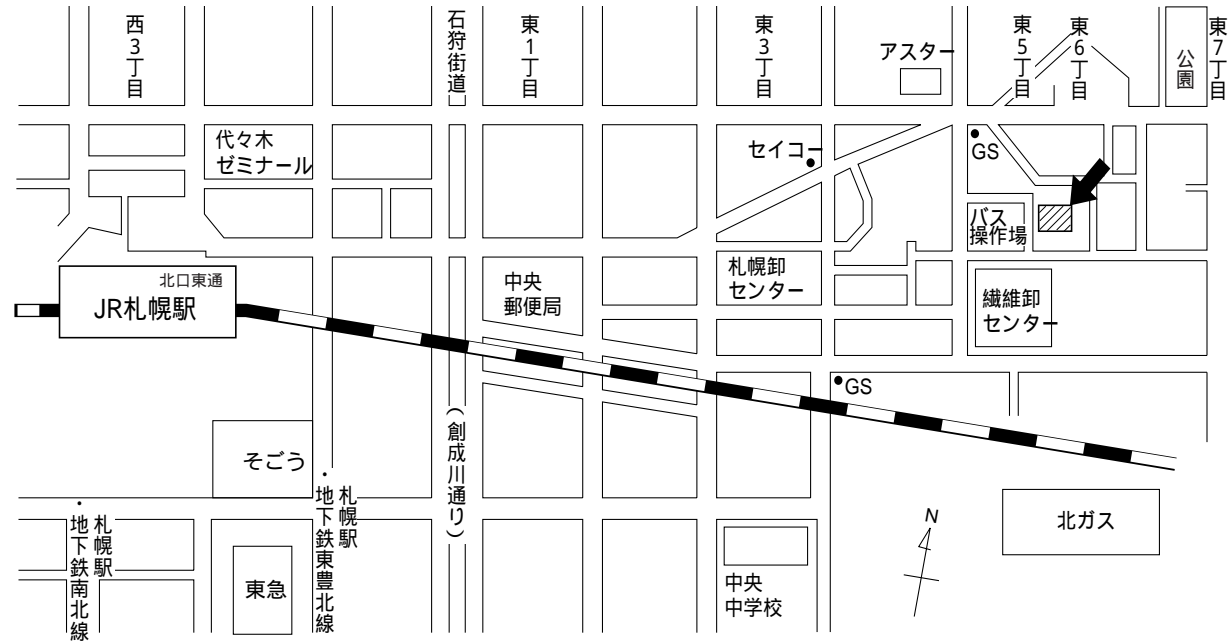 西3丁目
石狩街道
東1丁目
東3丁目
アスター
東5丁目
東6丁目
公園
東7丁目
代々木
ゼミナール
セイコー
GS
バス
操作場
北口東通
JR札幌駅
中央
郵便局
札幌卸
センター
繊維卸
センター
GS
(創成川通り)
そごう
札幌駅
・地下鉄東豊北線
札幌駅
・地下鉄南北線
東急
中央
中学校
N
北ガス